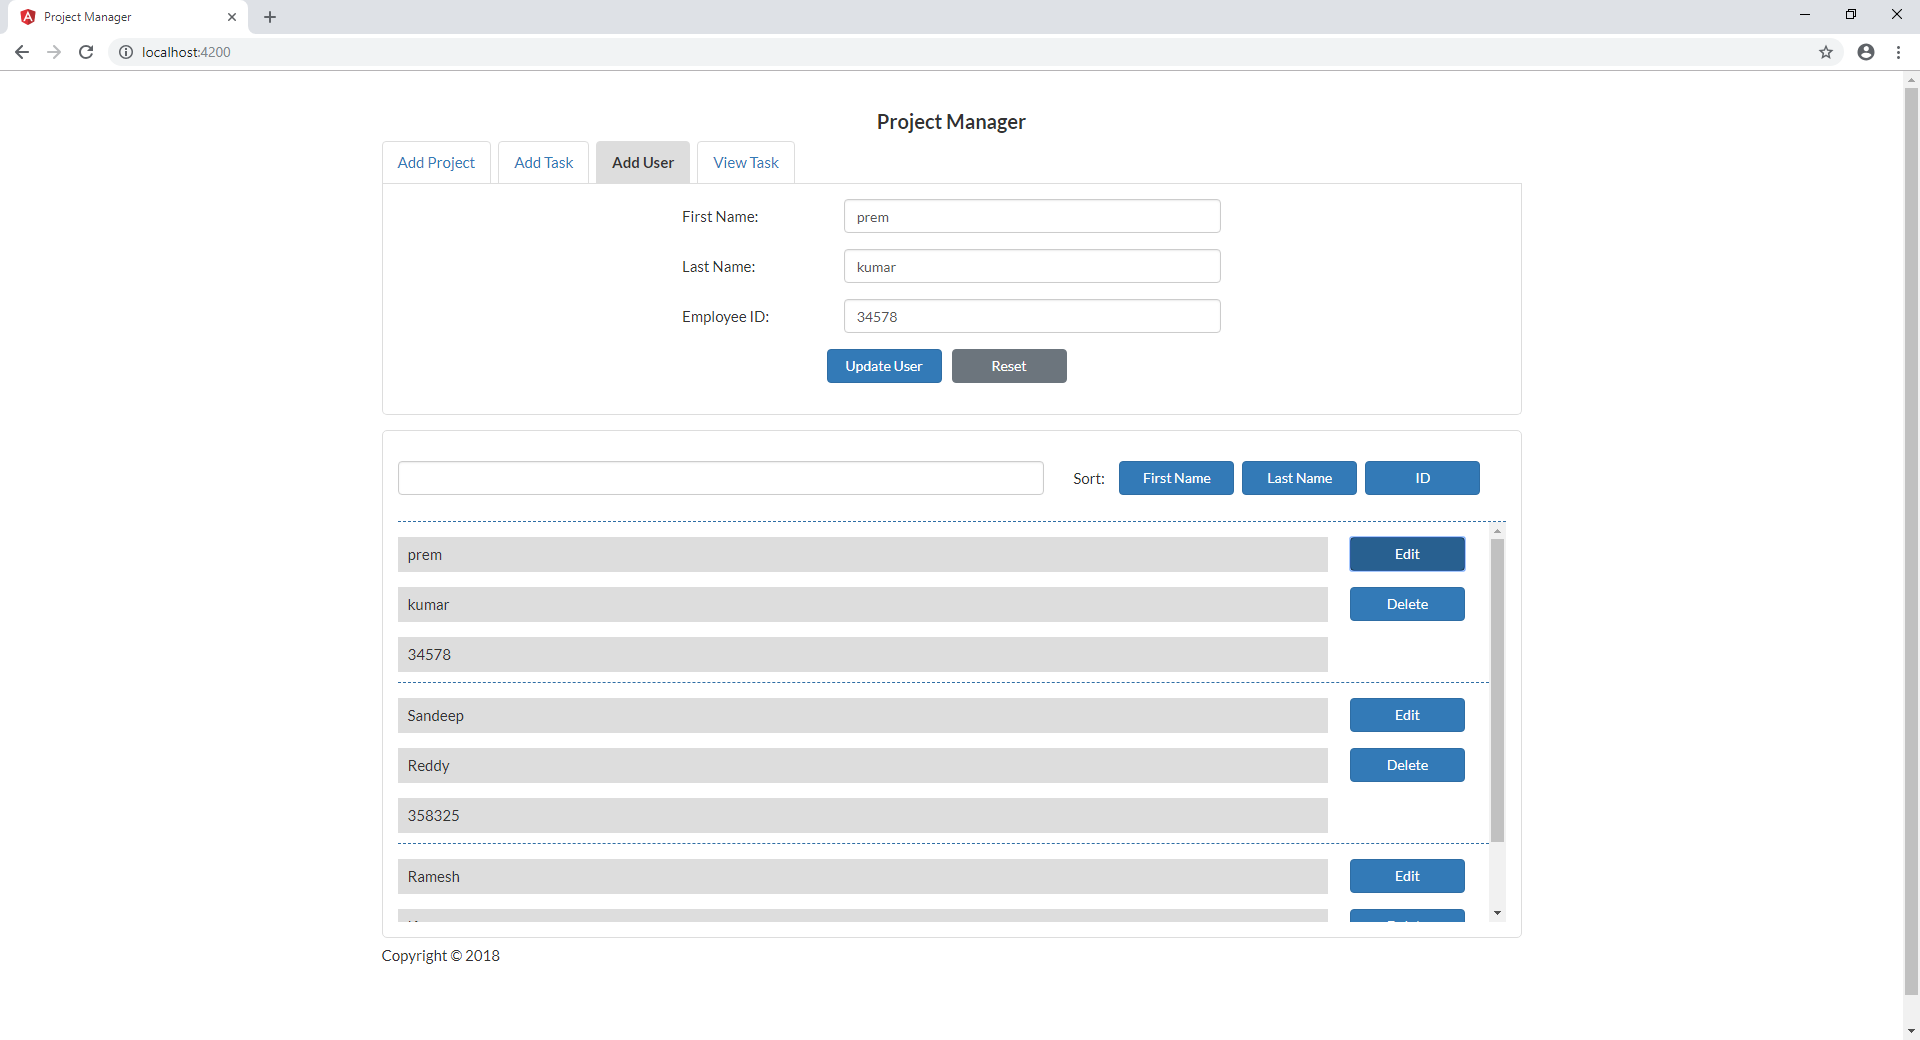 Project Manager
localhost:4200
Project Manager
Add Project Add Task Add User View Task
First Name: prem
Last Name: kumar
Employee ID: 34578
Update User Reset
Sort: First Name Last Name ID
prem Edit
kumar Delete
34578
Sandeep Edit
Reddy Delete
358325
Ramesh Edit
Copyright © 2018